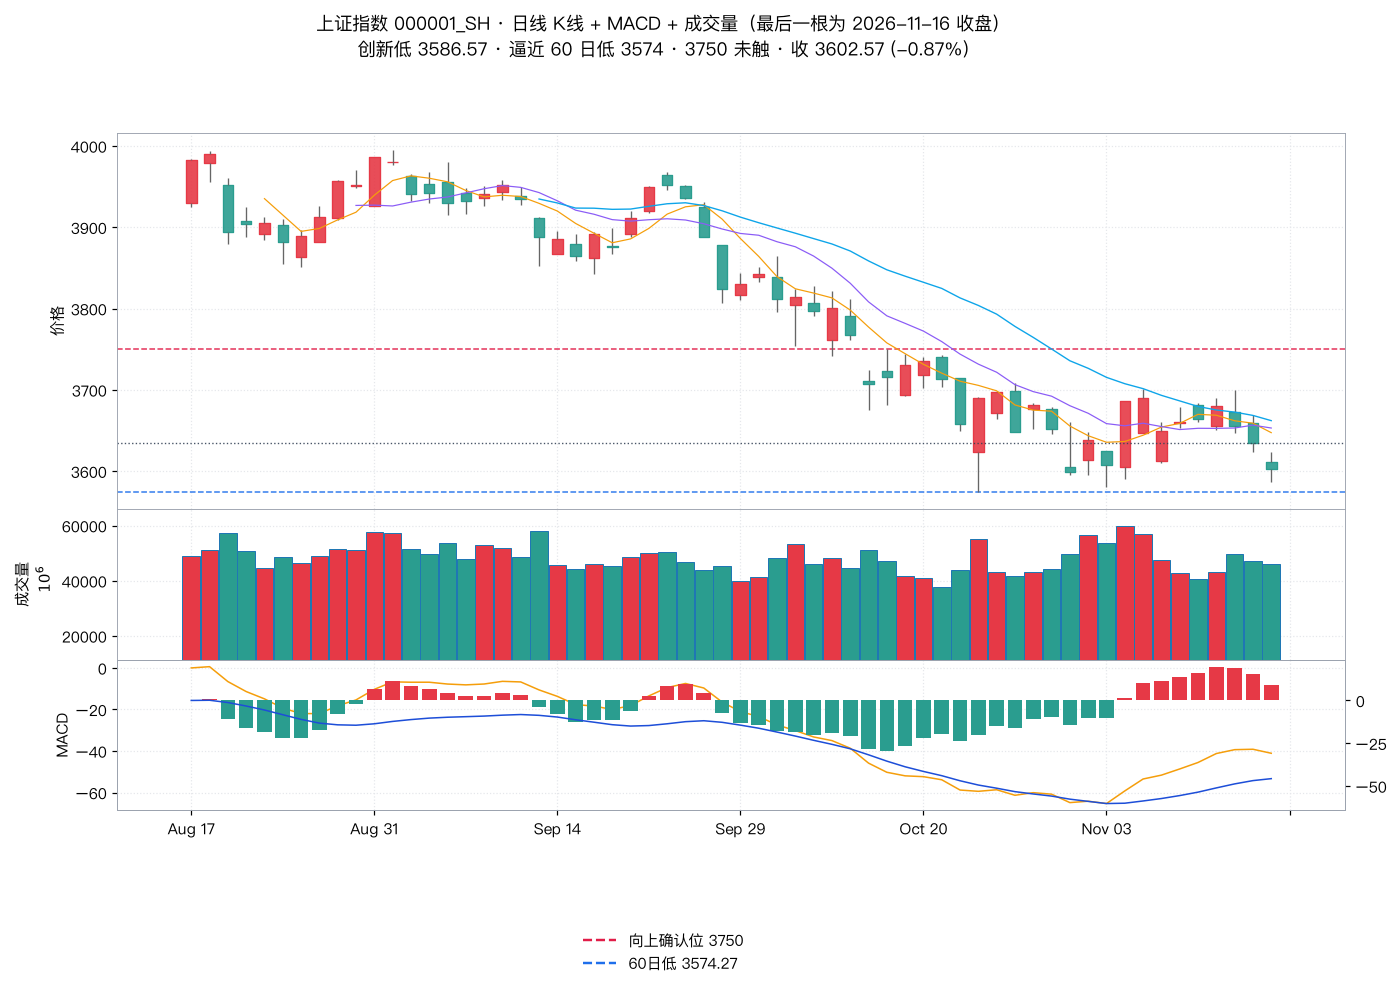 上证指数 000001_SH · 日线 K线 + MACD + 成交量（最后一根为 2026−11−16 收盘）
创新低 3586.57 · 逼近 60 日低 3574 · 3750 未触 · 收 3602.57 (−0.87%)
价格
4000
3900
3800
3700
3600
成交量
10⁶
60000
40000
20000
MACD
0
−20
−40
−60
0
−25
−50
Aug 17
Aug 31
Sep 14
Sep 29
Oct 20
Nov 03
向上确认位 3750
60日低 3574.27